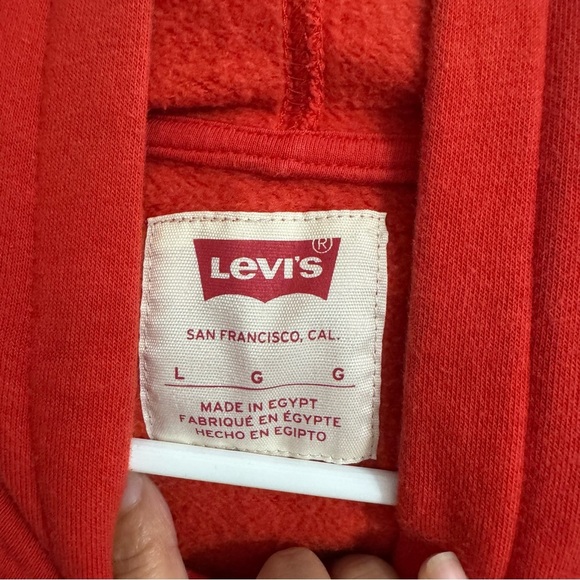 Levi's®
SAN FRANCISCO, CAL.
L G G
MADE IN EGYPT
FABRIQUÉ EN ÉGYPTE
HECHO EN EGIPTO